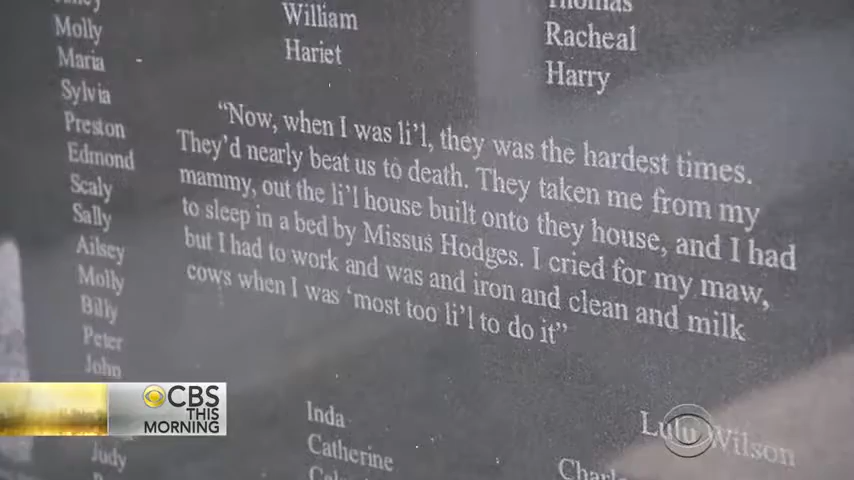 Molly
Maria
Sylvia
Preston
Edmond
Scaly
Sally
Ailsey
Molly
Billy
Peter
John
Judy
William
Hariet
Thomas
Racheal
Harry
“Now, when I was li’l, they was the hardest times.
They’d nearly beat us to death. They taken me from my
mammy, out the li’l house built onto they house, and I had
to sleep in a bed by Missus Hodges. I cried for my maw,
but I had to work and was and iron and clean and milk
cows when I was ‘most too li’l to do it”
Lulu Wilson
Inda
Catherine
CBS
THIS
MORNING